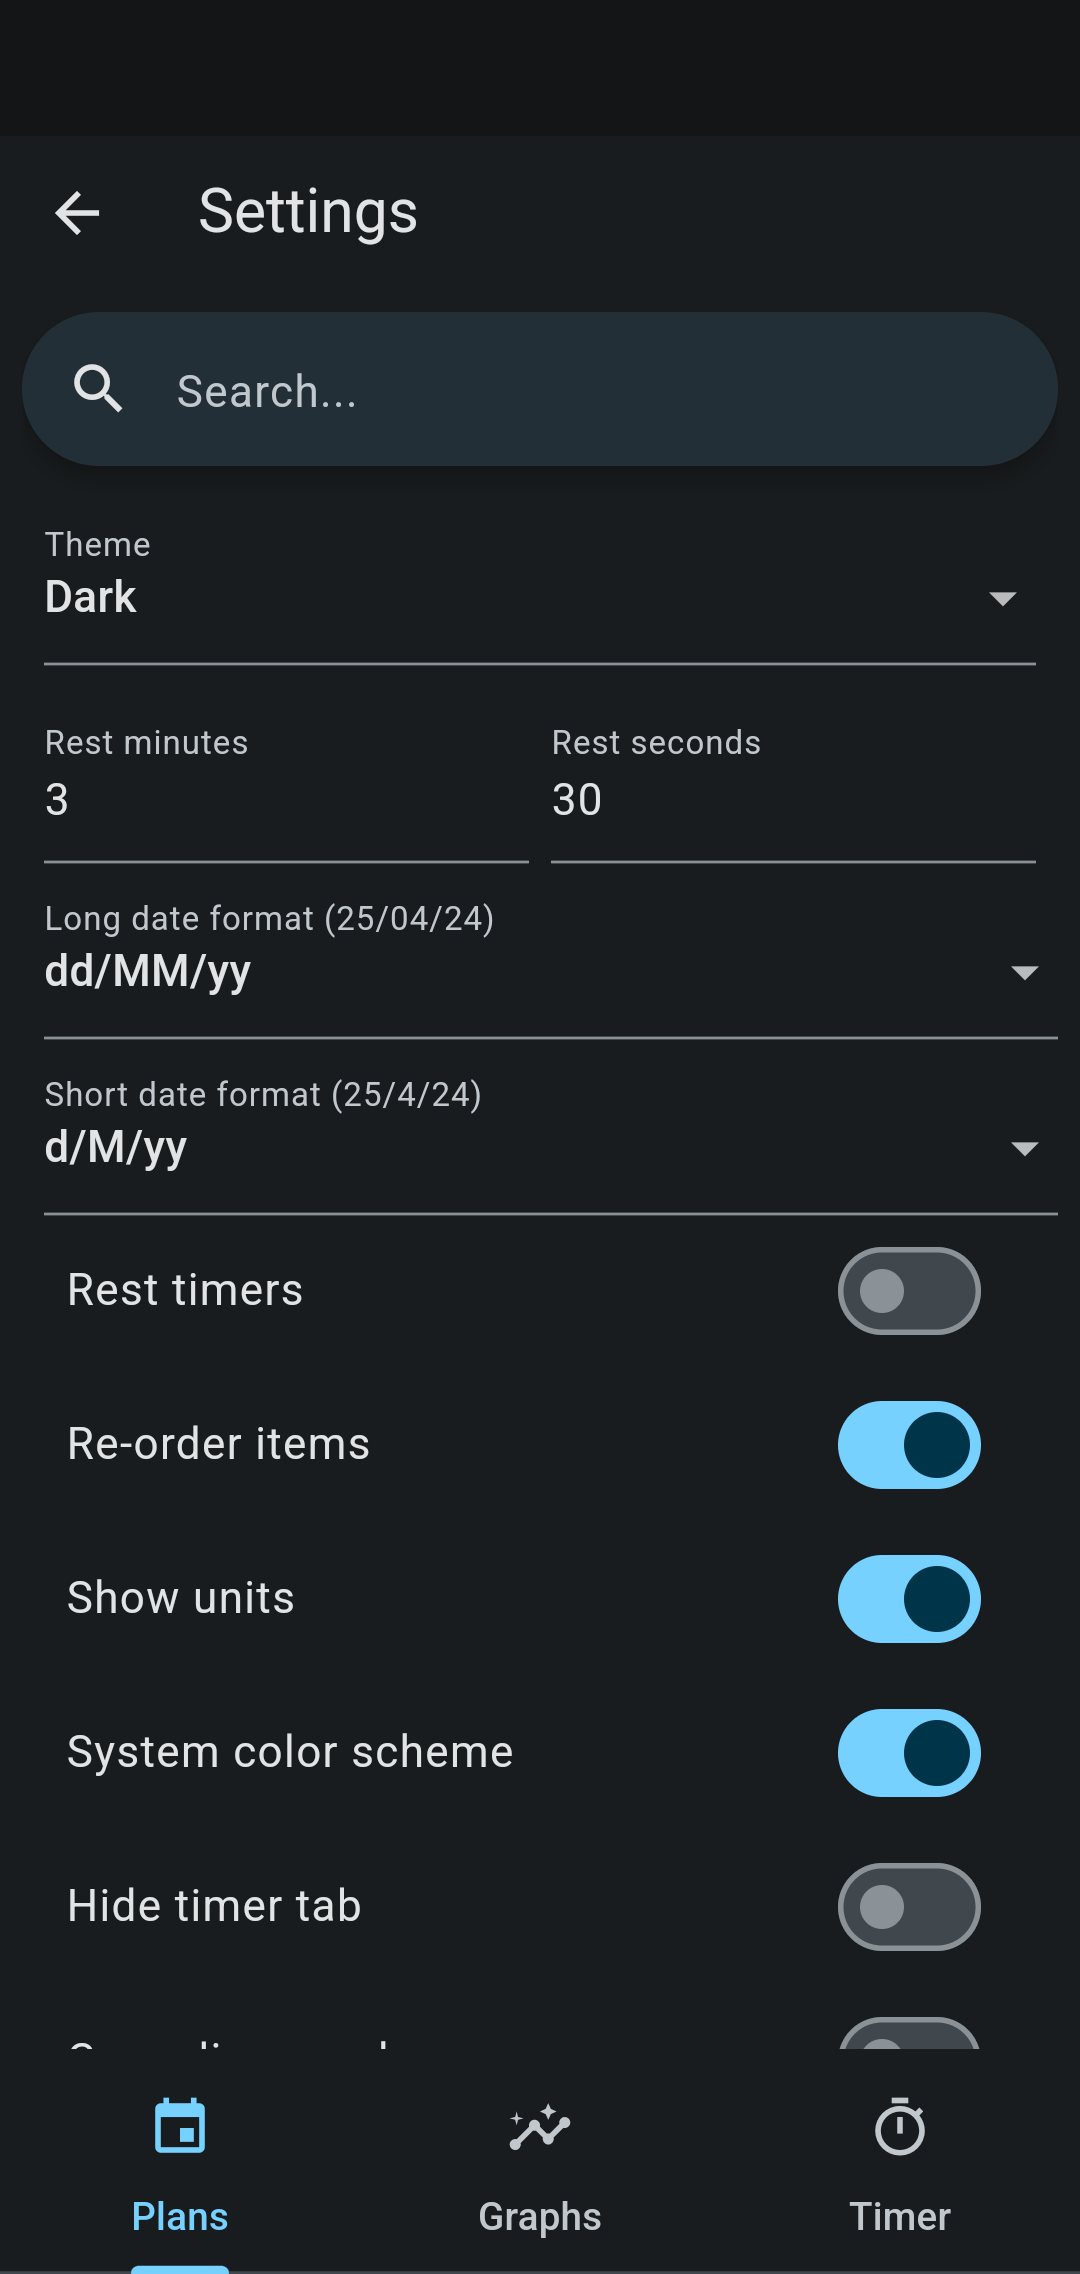 Settings
Search...
Theme
Dark
Rest minutes
Rest seconds
3
30
Long date format (25/04/24)
dd/MM/yy
Short date format (25/4/24)
d/M/yy
Rest timers
Re-order items
Show units
System color scheme
Hide timer tab
Plans
Graphs
Timer